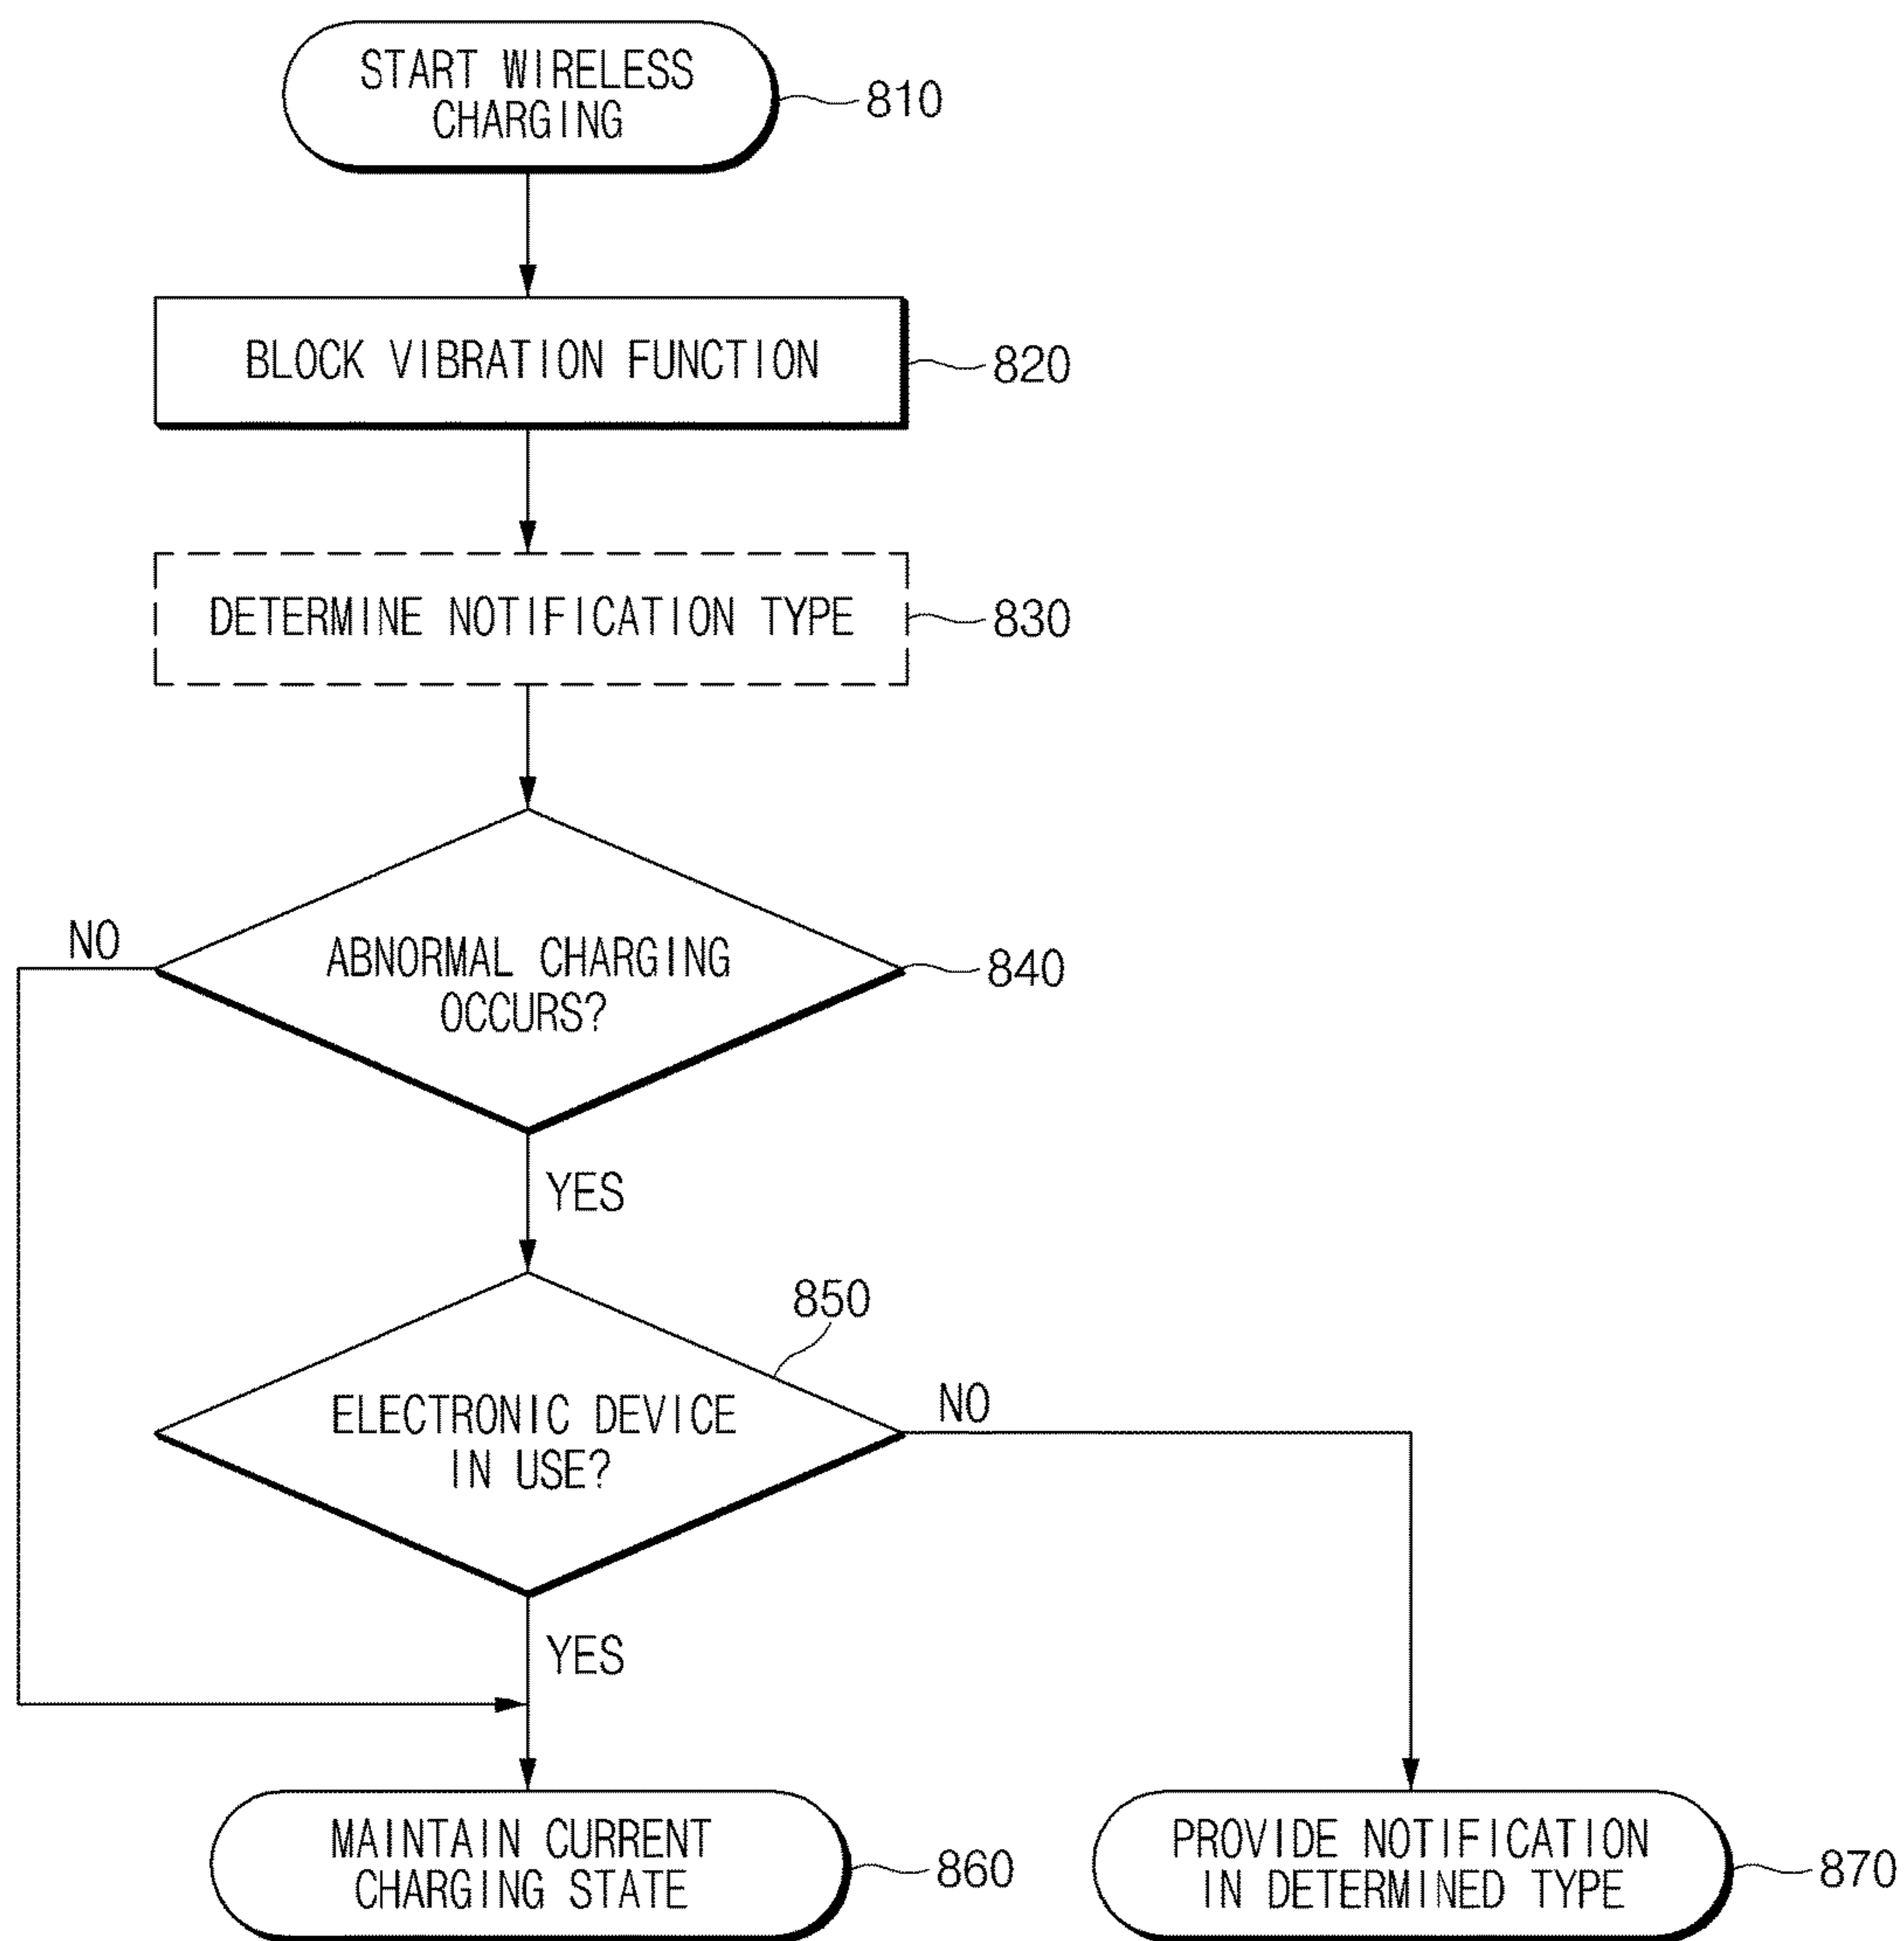 START WIRELESS
CHARGING
810
BLOCK VIBRATION FUNCTION
820
DETERMINE NOTIFICATION TYPE
830
NO
ABNORMAL CHARGING
OCCURS?
840
YES
850
ELECTRONIC DEVICE
IN USE?
NO
YES
MAINTAIN CURRENT
CHARGING STATE
860
PROVIDE NOTIFICATION
IN DETERMINED TYPE
870